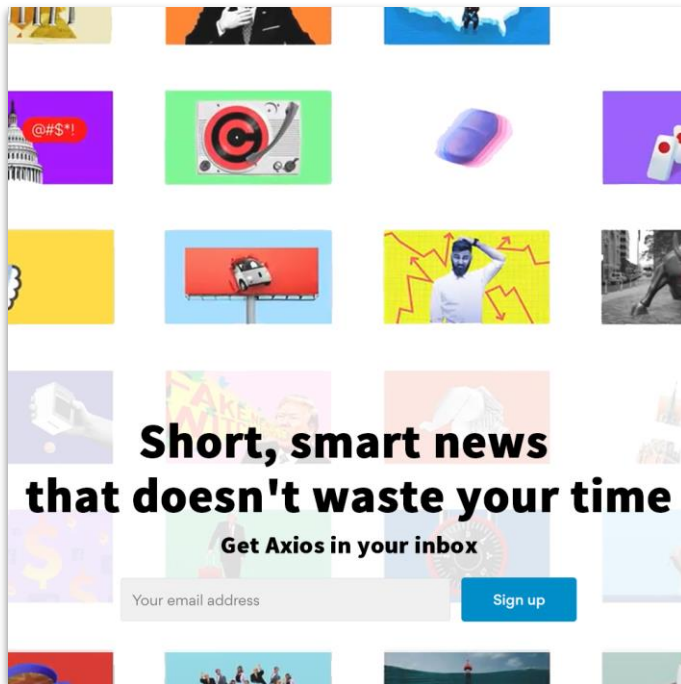 @#$*!
Short, smart news
that doesn't waste your time
Get Axios in your inbox
Your email address
Sign up